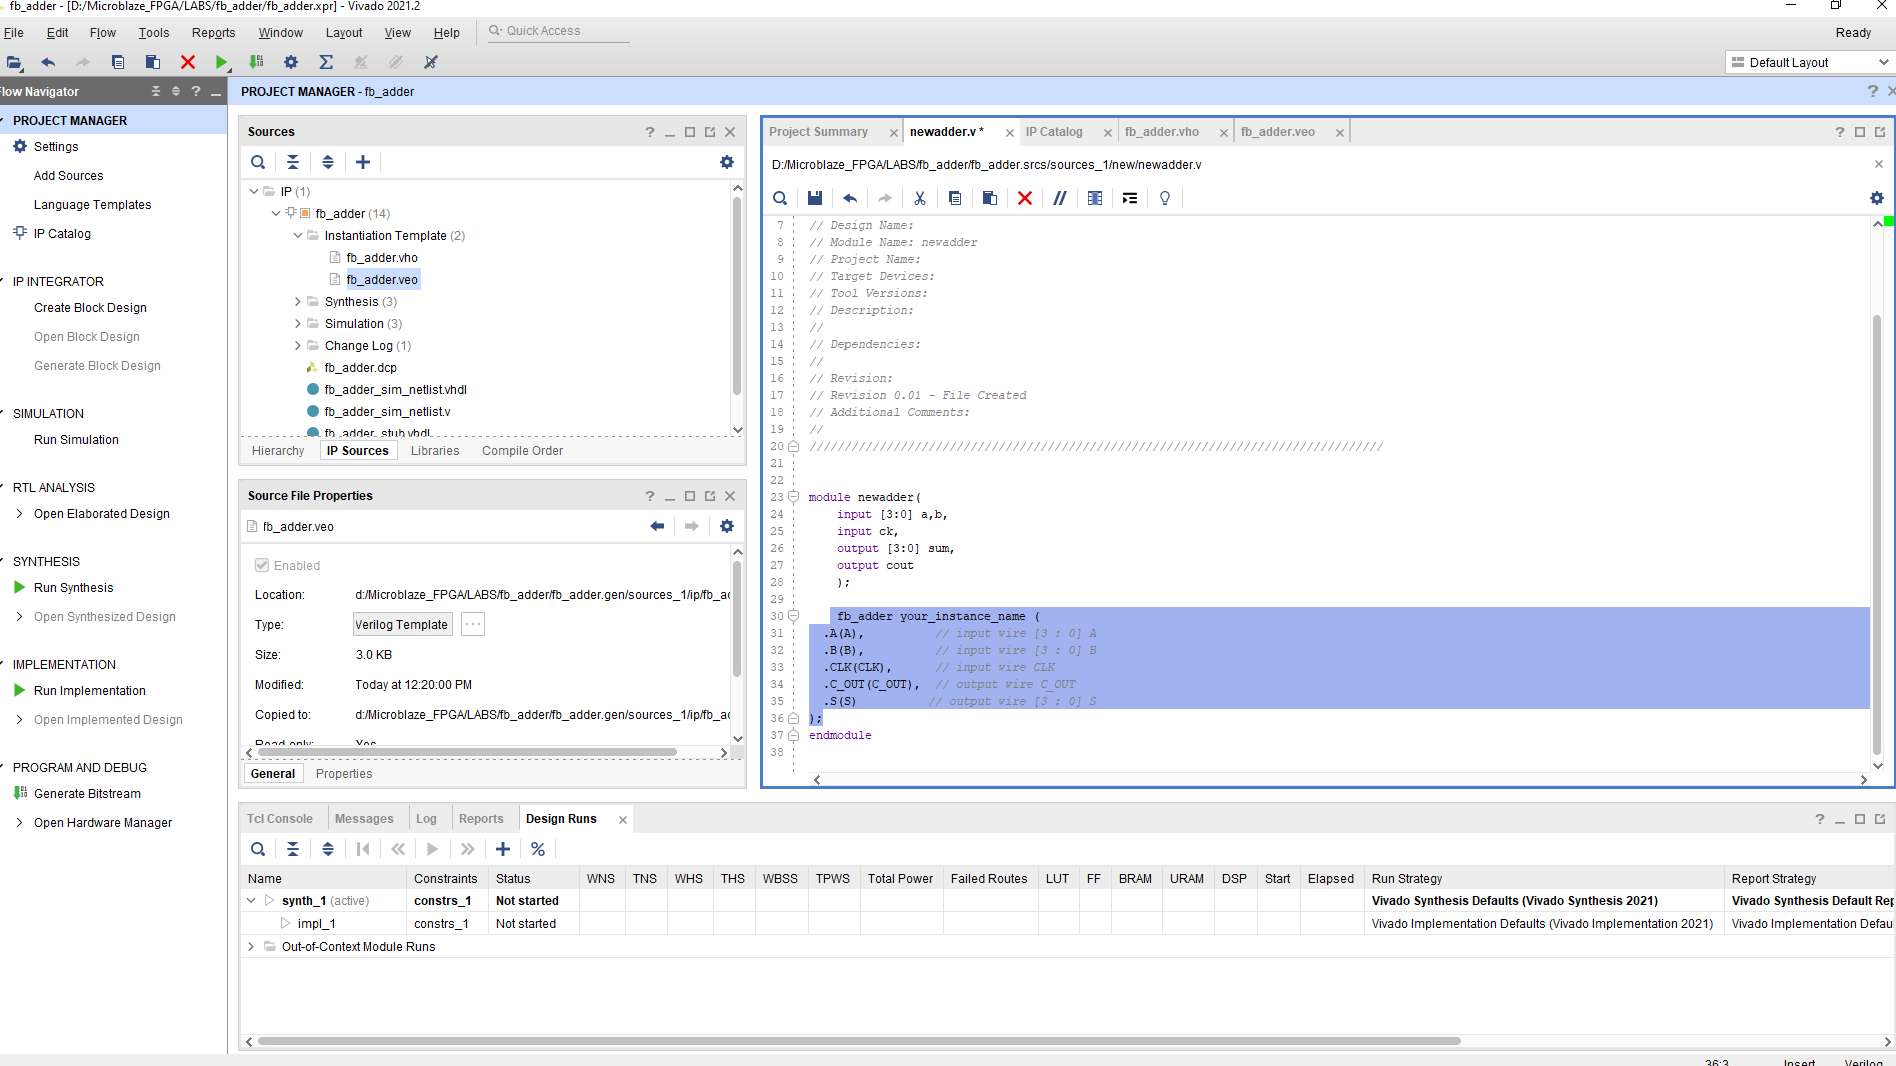 fb_adder - [D:/Microblaze_FPGA/LABS/fb_adder/fb_adder.xpr] - Vivado 2021.2
File Edit Flow Tools Reports Window Layout View Help Quick Access
Ready
Default Layout
Flow Navigator
PROJECT MANAGER
Settings
Add Sources
Language Templates
IP Catalog
IP INTEGRATOR
Create Block Design
Open Block Design
Generate Block Design
SIMULATION
Run Simulation
RTL ANALYSIS
Open Elaborated Design
SYNTHESIS
Run Synthesis
Open Synthesized Design
IMPLEMENTATION
Run Implementation
Open Implemented Design
PROGRAM AND DEBUG
Generate Bitstream
Open Hardware Manager
PROJECT MANAGER - fb_adder
Sources
IP (1)
fb_adder (14)
Instantiation Template (2)
fb_adder.vho
fb_adder.veo
Synthesis (3)
Simulation (3)
Change Log (1)
fb_adder.dcp
fb_adder_sim_netlist.vhdl
fb_adder_sim_netlist.v
fb_adder_stub.vhdl
Hierarchy IP Sources Libraries Compile Order
Source File Properties
fb_adder.veo
Enabled
Location: d:/Microblaze_FPGA/LABS/fb_adder/fb_adder.gen/sources_1/ip/fb_ad
Type: Verilog Template ...
Size: 3.0 KB
Modified: Today at 12:20:00 PM
Copied to: d:/Microblaze_FPGA/LABS/fb_adder/fb_adder.gen/sources_1/ip/fb_ad
Read-only: Yes
General Properties
Project Summary newadder.v * IP Catalog fb_adder.vho fb_adder.veo
D:/Microblaze_FPGA/LABS/fb_adder/fb_adder.srcs/sources_1/new/newadder.v
7 // Design Name:
8 // Module Name: newadder
9 // Project Name:
10 // Target Devices:
11 // Tool Versions:
12 // Description:
13 //
14 // Dependencies:
15 //
16 // Revision:
17 // Revision 0.01 - File Created
18 // Additional Comments:
19 //
20 //////////////////////////////////////////////////////////////////////////////////
21
22
23 module newadder(
24 input [3:0] a,b,
25 input ck,
26 output [3:0] sum,
27 output cout
28 );
29
30 fb_adder your_instance_name (
31 .A(A), // input wire [3 : 0] A
32 .B(B), // input wire [3 : 0] B
33 .CLK(CLK), // input wire CLK
34 .C_OUT(C_OUT), // output wire C_OUT
35 .S(S) // output wire [3 : 0] S
36 );
37 endmodule
38
Tcl Console Messages Log Reports Design Runs
Name Constraints Status WNS TNS WHS THS WBSS TPWS Total Power Failed Routes LUT FF BRAM URAM DSP Start Elapsed Run Strategy Report Strategy
synth_1 (active) constrs_1 Not started Vivado Synthesis Defaults (Vivado Synthesis 2021) Vivado Synthesis Default Rep
impl_1 constrs_1 Not started Vivado Implementation Defaults (Vivado Implementation 2021) Vivado Implementation Defau
Out-of-Context Module Runs
36:3 Insert Verilog